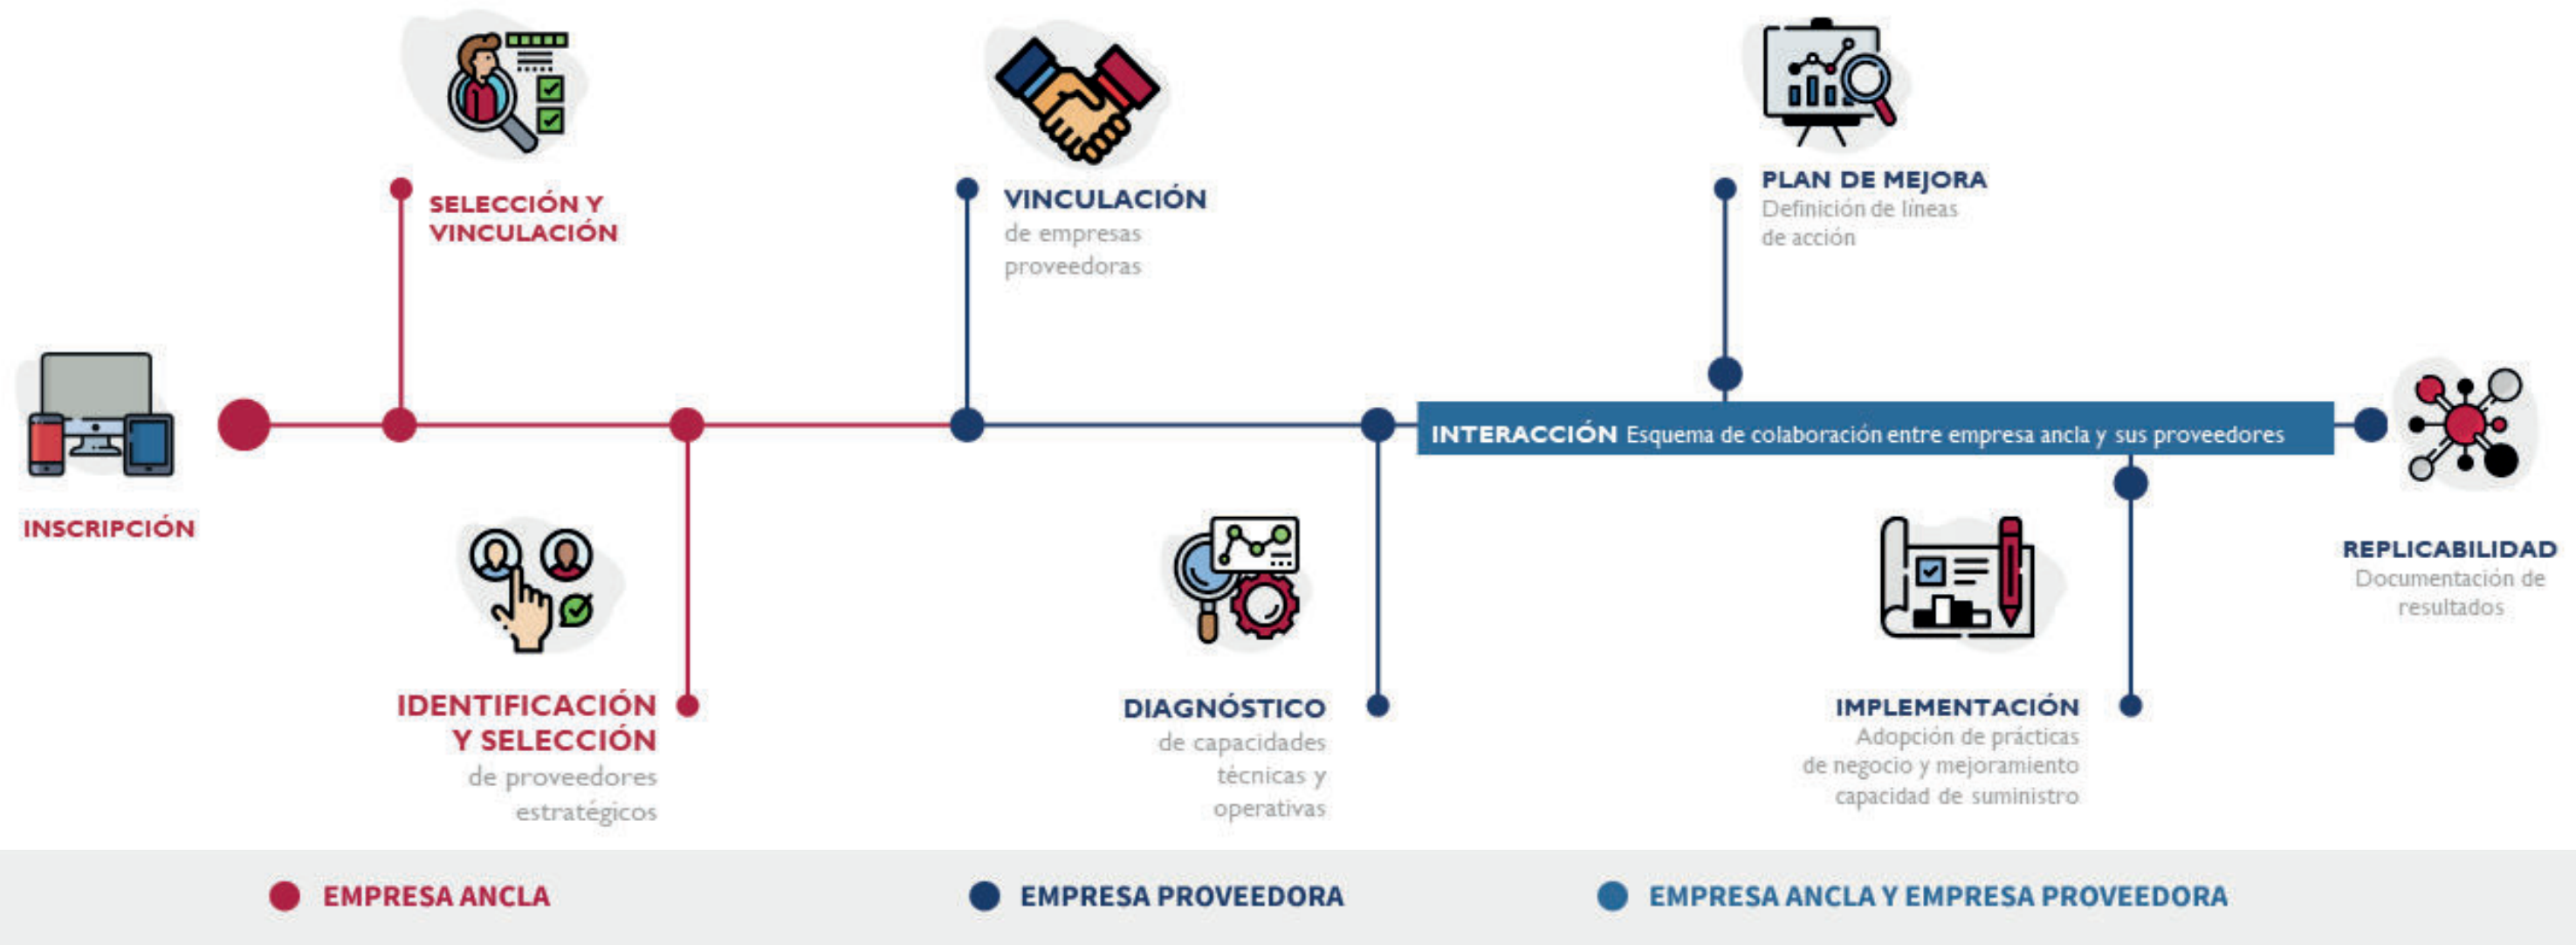 INSCRIPCIÓN
SELECCIÓN Y
VINCULACIÓN
IDENTIFICACIÓN
Y SELECCIÓN
de proveedores
estratégicos
VINCULACIÓN
de empresas
proveedoras
DIAGNÓSTICO
de capacidades
técnicas y
operativas
INTERACCIÓN Esquema de colaboración entre empresa ancla y sus proveedores
PLAN DE MEJORA
Definición de líneas
de acción
IMPLEMENTACIÓN
Adopción de prácticas
de negocio y mejoramiento
capacidad de suministro
REPLICABILIDAD
Documentación de
resultados
EMPRESA ANCLA
EMPRESA PROVEEDORA
EMPRESA ANCLA Y EMPRESA PROVEEDORA